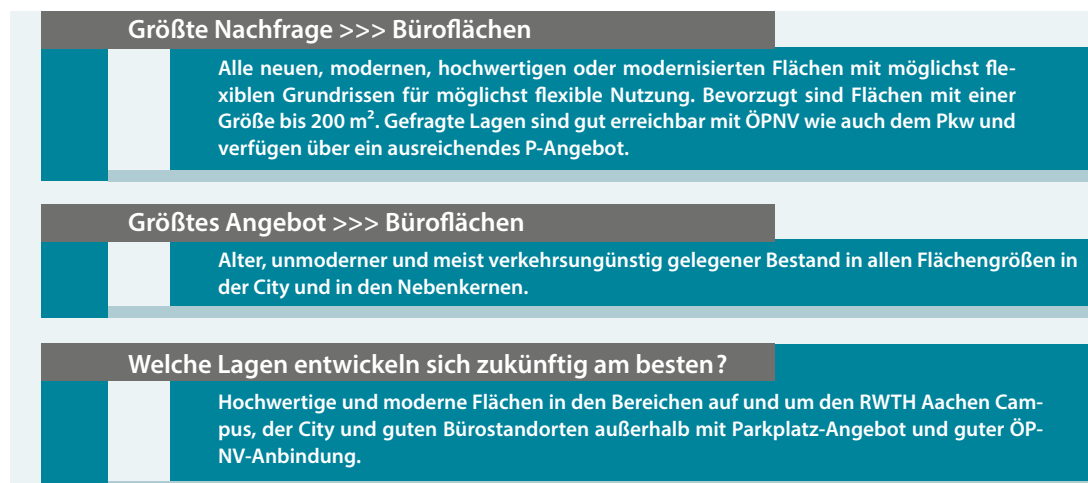 Größte Nachfrage >>> Büroflächen
Alle neuen, modernen, hochwertigen oder modernisierten Flächen mit möglichst fle-
xiblen Grundrissen für möglichst flexible Nutzung. Bevorzugt sind Flächen mit einer
Größe bis 200 m². Gefragte Lagen sind gut erreichbar mit ÖPNV wie auch dem Pkw und
verfügen über ein ausreichendes P-Angebot.
Größtes Angebot >>> Büroflächen
Alter, unmoderner und meist verkehrsungünstig gelegener Bestand in allen Flächengrößen in
der City und in den Nebenkernen.
Welche Lagen entwickeln sich zukünftig am besten?
Hochwertige und moderne Flächen in den Bereichen auf und um den RWTH Aachen Cam-
pus, der City und guten Bürostandorten außerhalb mit Parkplatz-Angebot und guter ÖP-
NV-Anbindung.